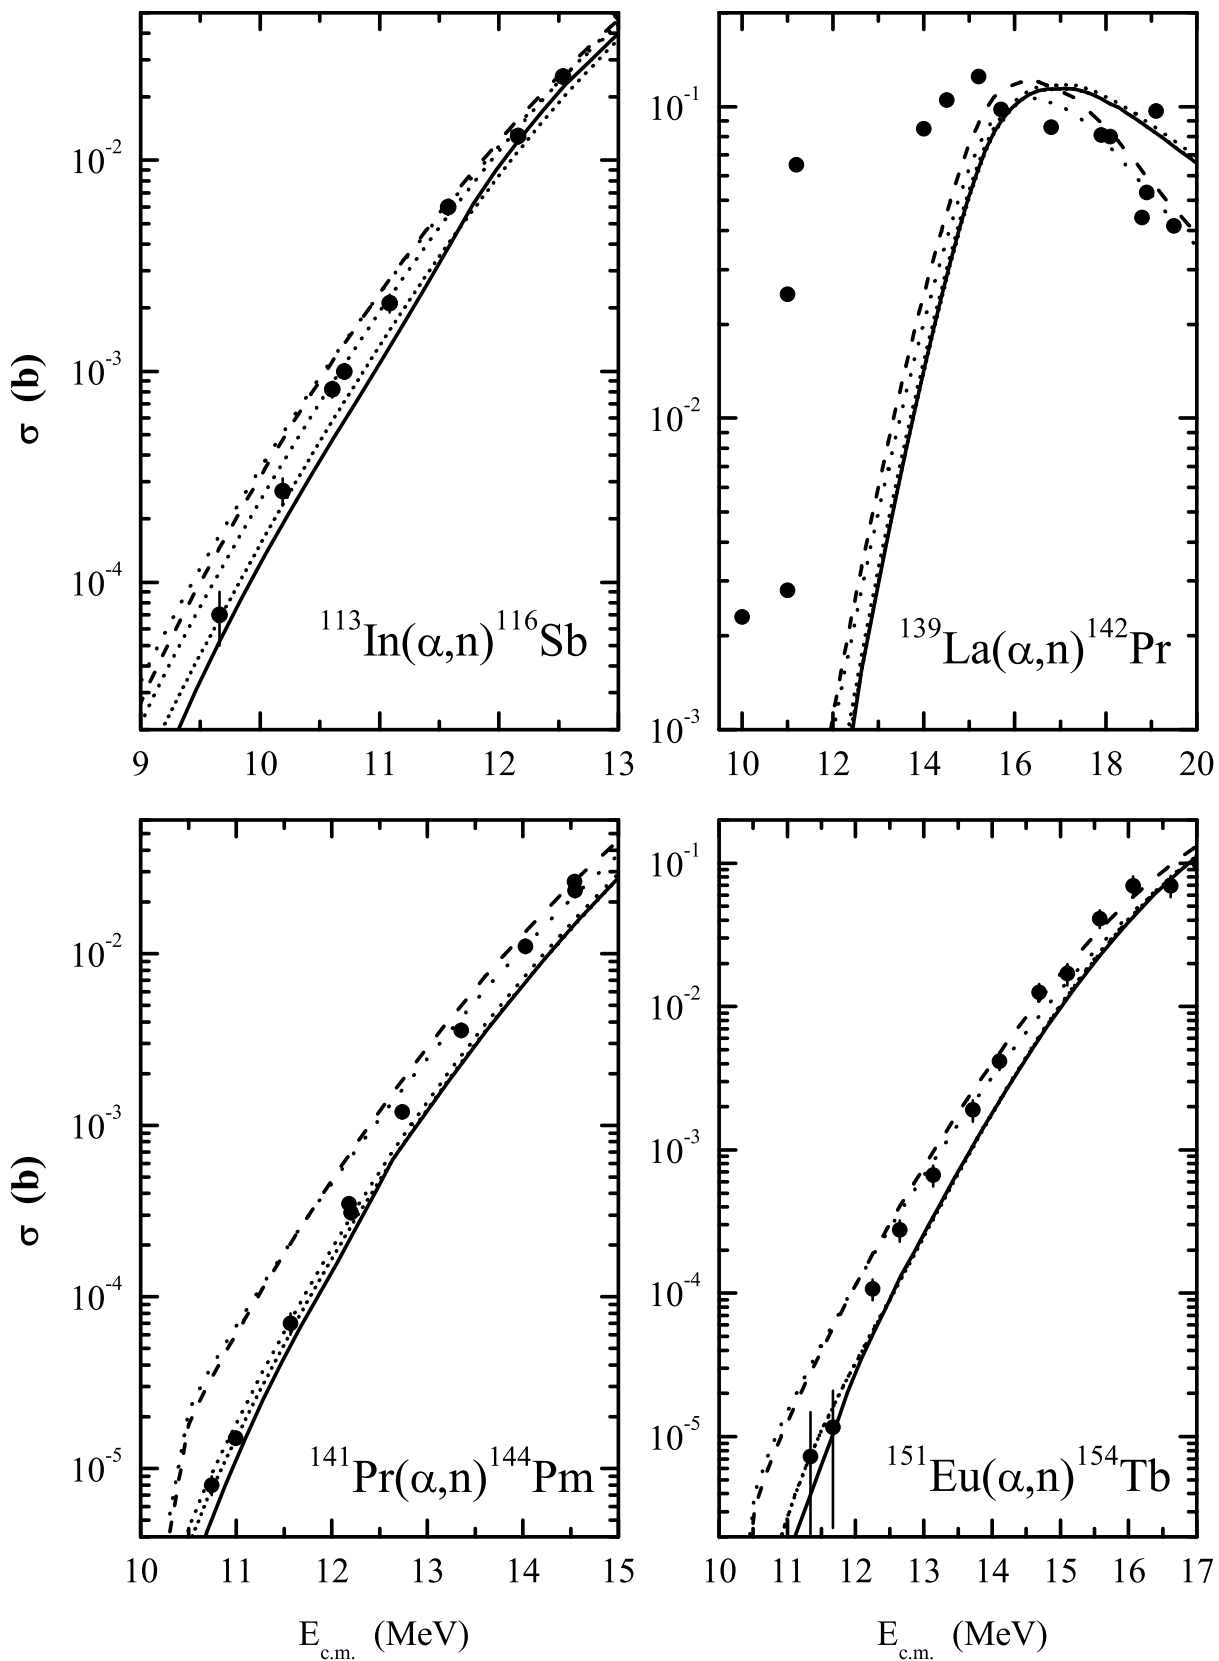 σ (b)
10⁻²
10⁻³
10⁻⁴
¹¹³In(α,n)¹¹⁶Sb
9 10 11 12 13
10⁻¹
10⁻²
10⁻³
¹³⁹La(α,n)¹⁴²Pr
10 12 14 16 18 20
σ (b)
10⁻²
10⁻³
10⁻⁴
10⁻⁵
¹⁴¹Pr(α,n)¹⁴⁴Pm
10 11 12 13 14 15
E_c.m. (MeV)
10⁻¹
10⁻²
10⁻³
10⁻⁴
10⁻⁵
¹⁵¹Eu(α,n)¹⁵⁴Tb
10 11 12 13 14 15 16 17
E_c.m. (MeV)